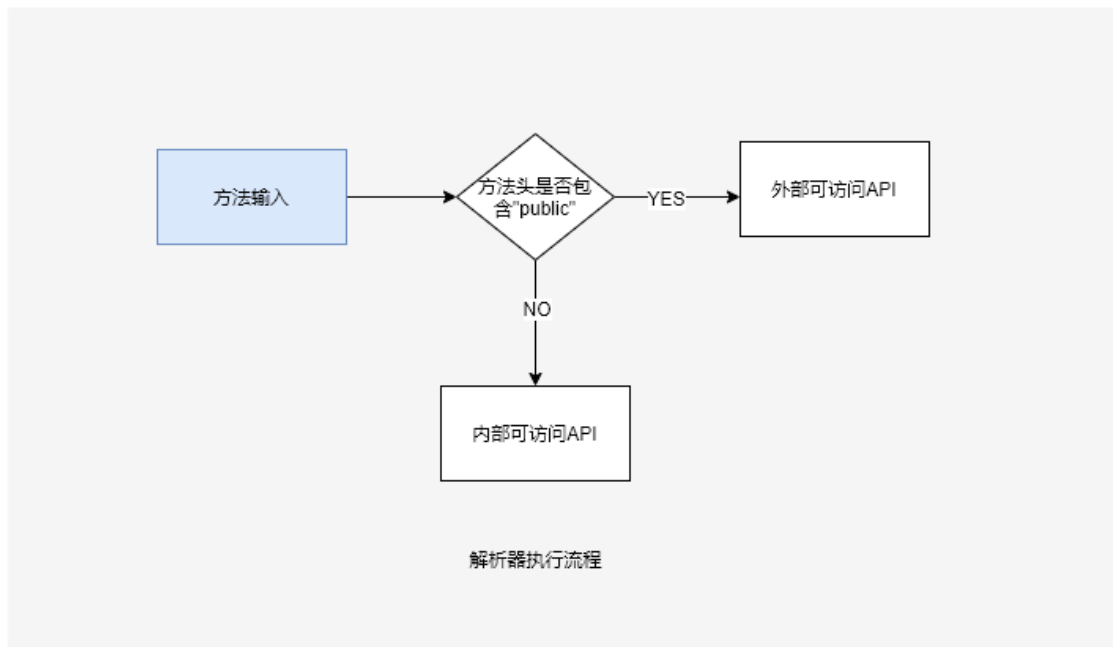 方法输入
方法头是否包
含"public"
YES
外部可访问API
NO
内部可访问API
解析器执行流程